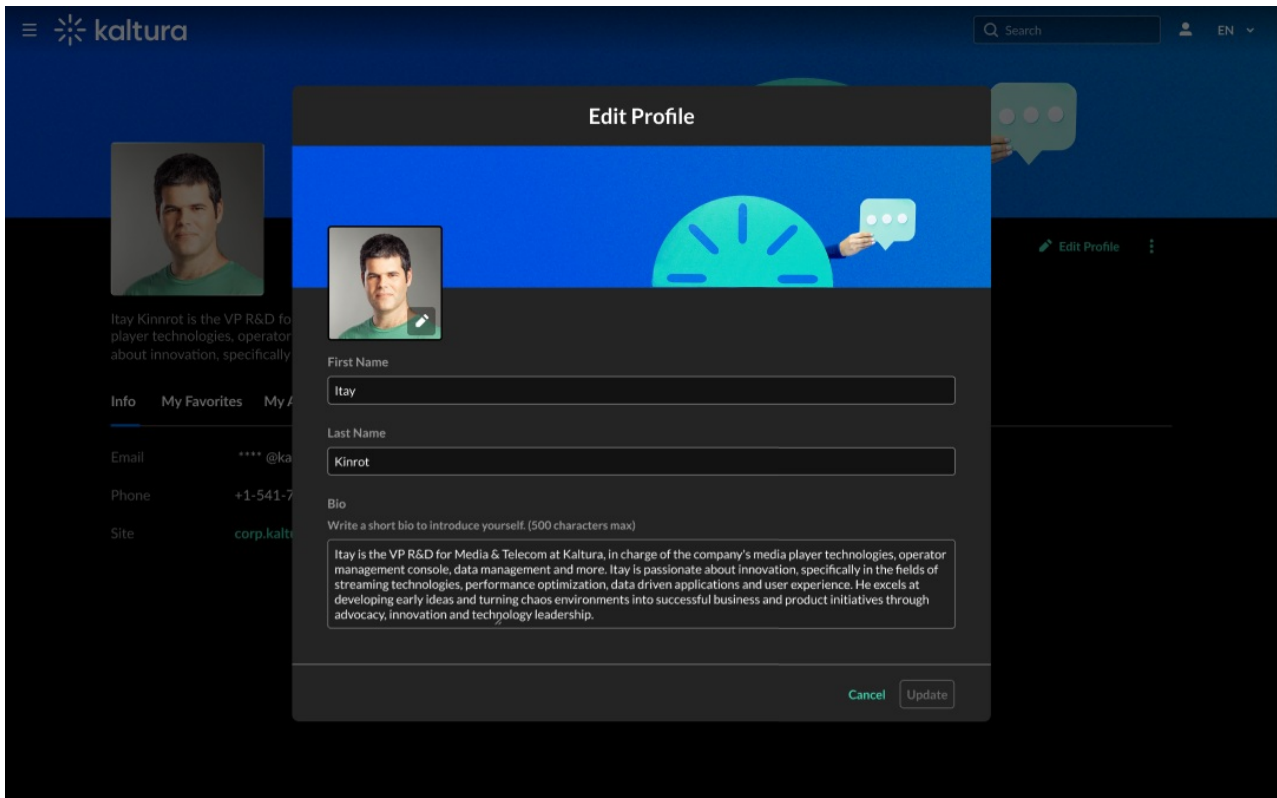 kaltura
Search
EN
Edit Profile
Edit Profile
Itay Kinnrot is the VP R&D fo
player technologies, operator
about innovation, specifically
Info My Favorites My A
Email **** @ka
Phone +1-541-7
Site corp.kalt
First Name
Itay
Last Name
Kinrot
Bio
Write a short bio to introduce yourself. (500 characters max)
Itay is the VP R&D for Media & Telecom at Kaltura, in charge of the company's media player technologies, operator
management console, data management and more. Itay is passionate about innovation, specifically in the fields of
streaming technologies, performance optimization, data driven applications and user experience. He excels at
developing early ideas and turning chaos environments into successful business and product initiatives through
advocacy, innovation and technology leadership.
Cancel Update